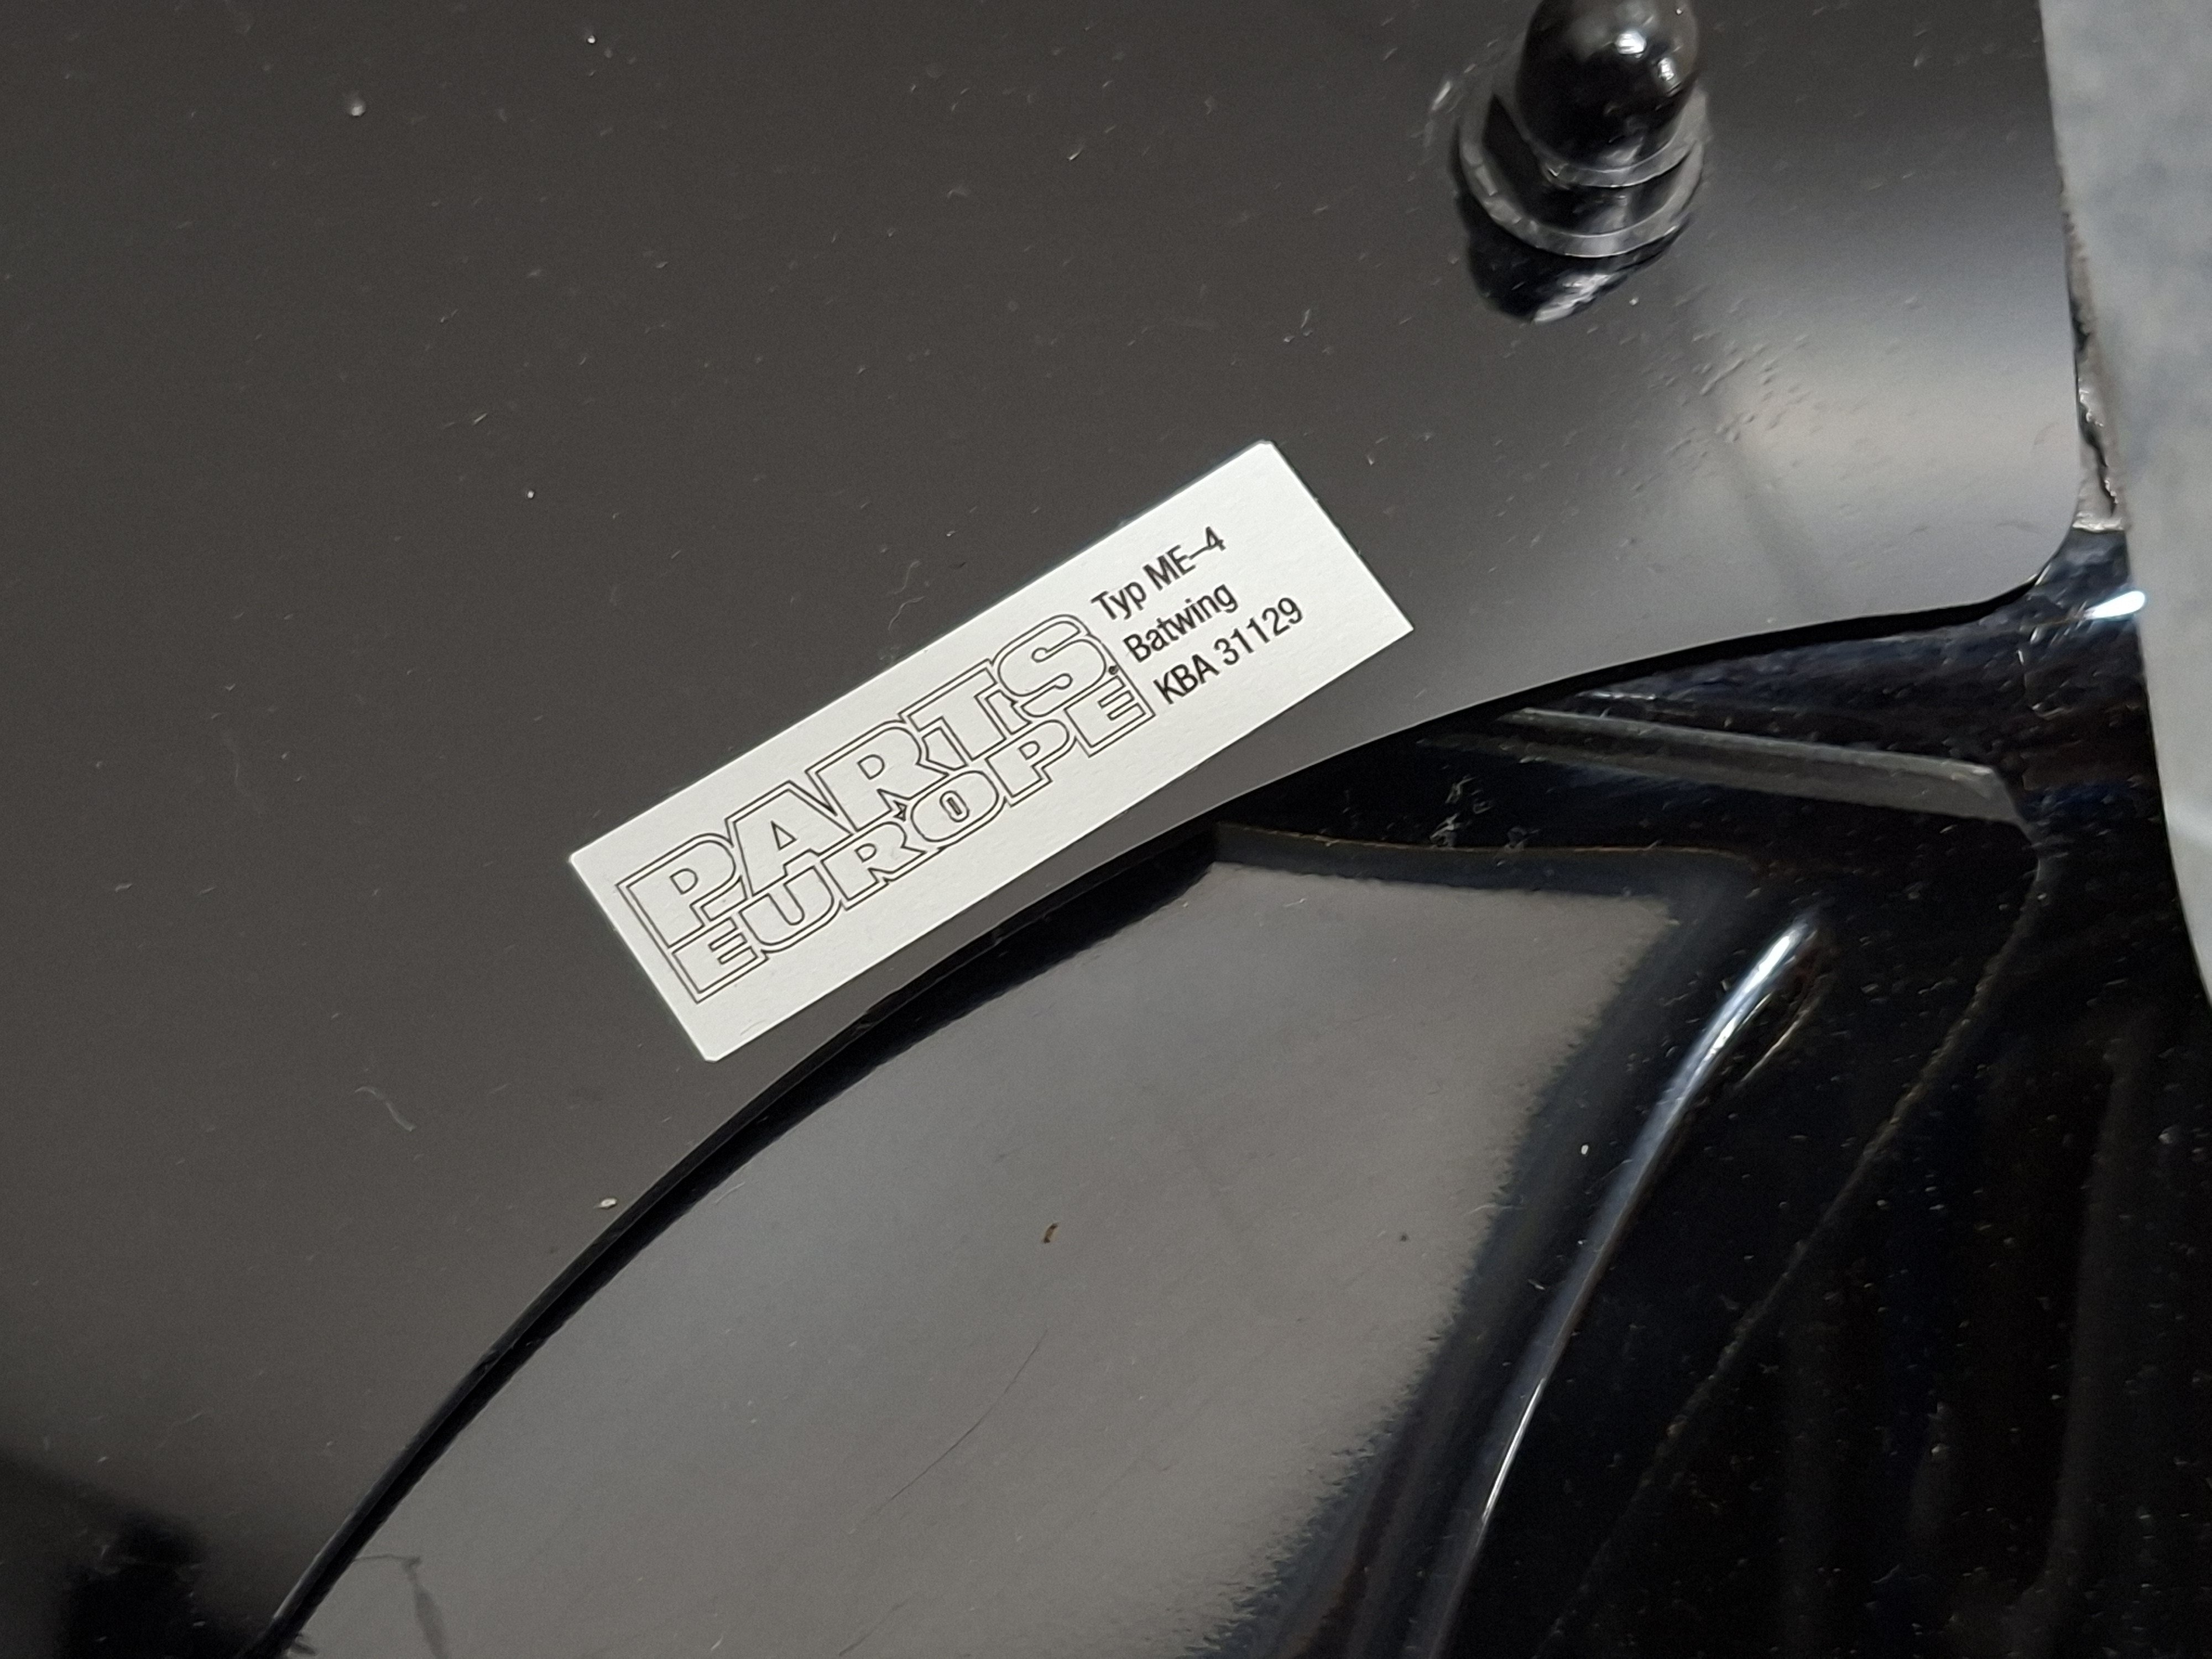 PARTS
EUROPE
Typ ME-4
Batwing
KBA 31129